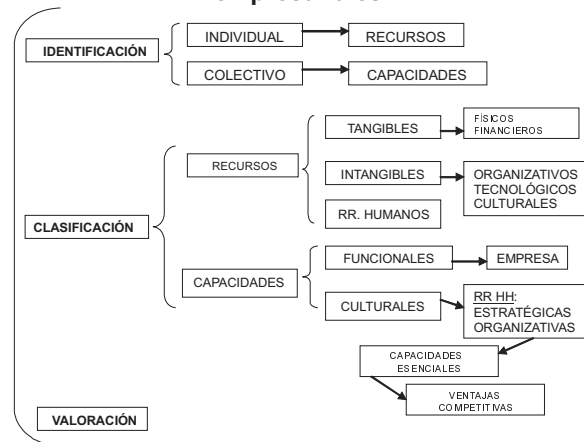 IDENTIFICACIÓN
INDIVIDUAL
RECURSOS
COLECTIVO
CAPACIDADES
CLASIFICACIÓN
RECURSOS
TANGIBLES
FÍSICOS
FINANCIEROS
INTANGIBLES
ORGANIZATIVOS
TECNOLÓGICOS
CULTURALES
RR. HUMANOS
CAPACIDADES
FUNCIONALES
EMPRESA
CULTURALES
RR HH:
ESTRATÉGICAS
ORGANIZATIVAS
CAPACIDADES
ESENCIALES
VENTAJAS
COMPETITIVAS
VALORACIÓN